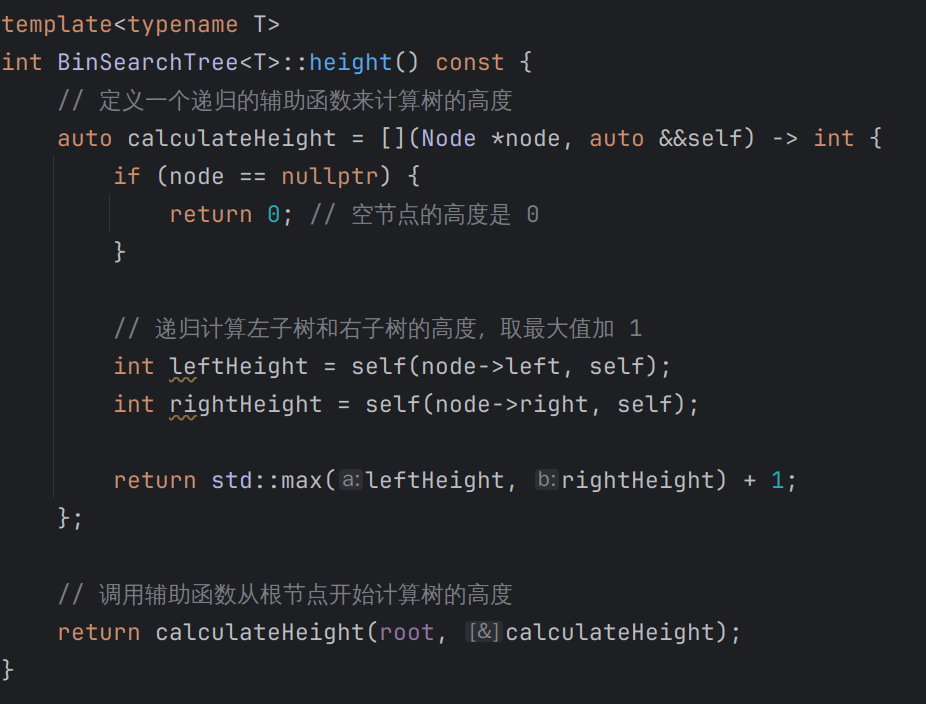 template<typename T>
int BinSearchTree<T>::height() const {
    // 定义一个递归的辅助函数来计算树的高度
    auto calculateHeight = [](Node *node, auto &&self) -> int {
        if (node == nullptr) {
            return 0; // 空节点的高度是 0
        }

        // 递归计算左子树和右子树的高度，取最大值加 1
        int leftHeight = self(node->left, self);
        int rightHeight = self(node->right, self);

        return std::max(a:leftHeight, b:rightHeight) + 1;
    };

    // 调用辅助函数从根节点开始计算树的高度
    return calculateHeight(root, [&]calculateHeight);
}